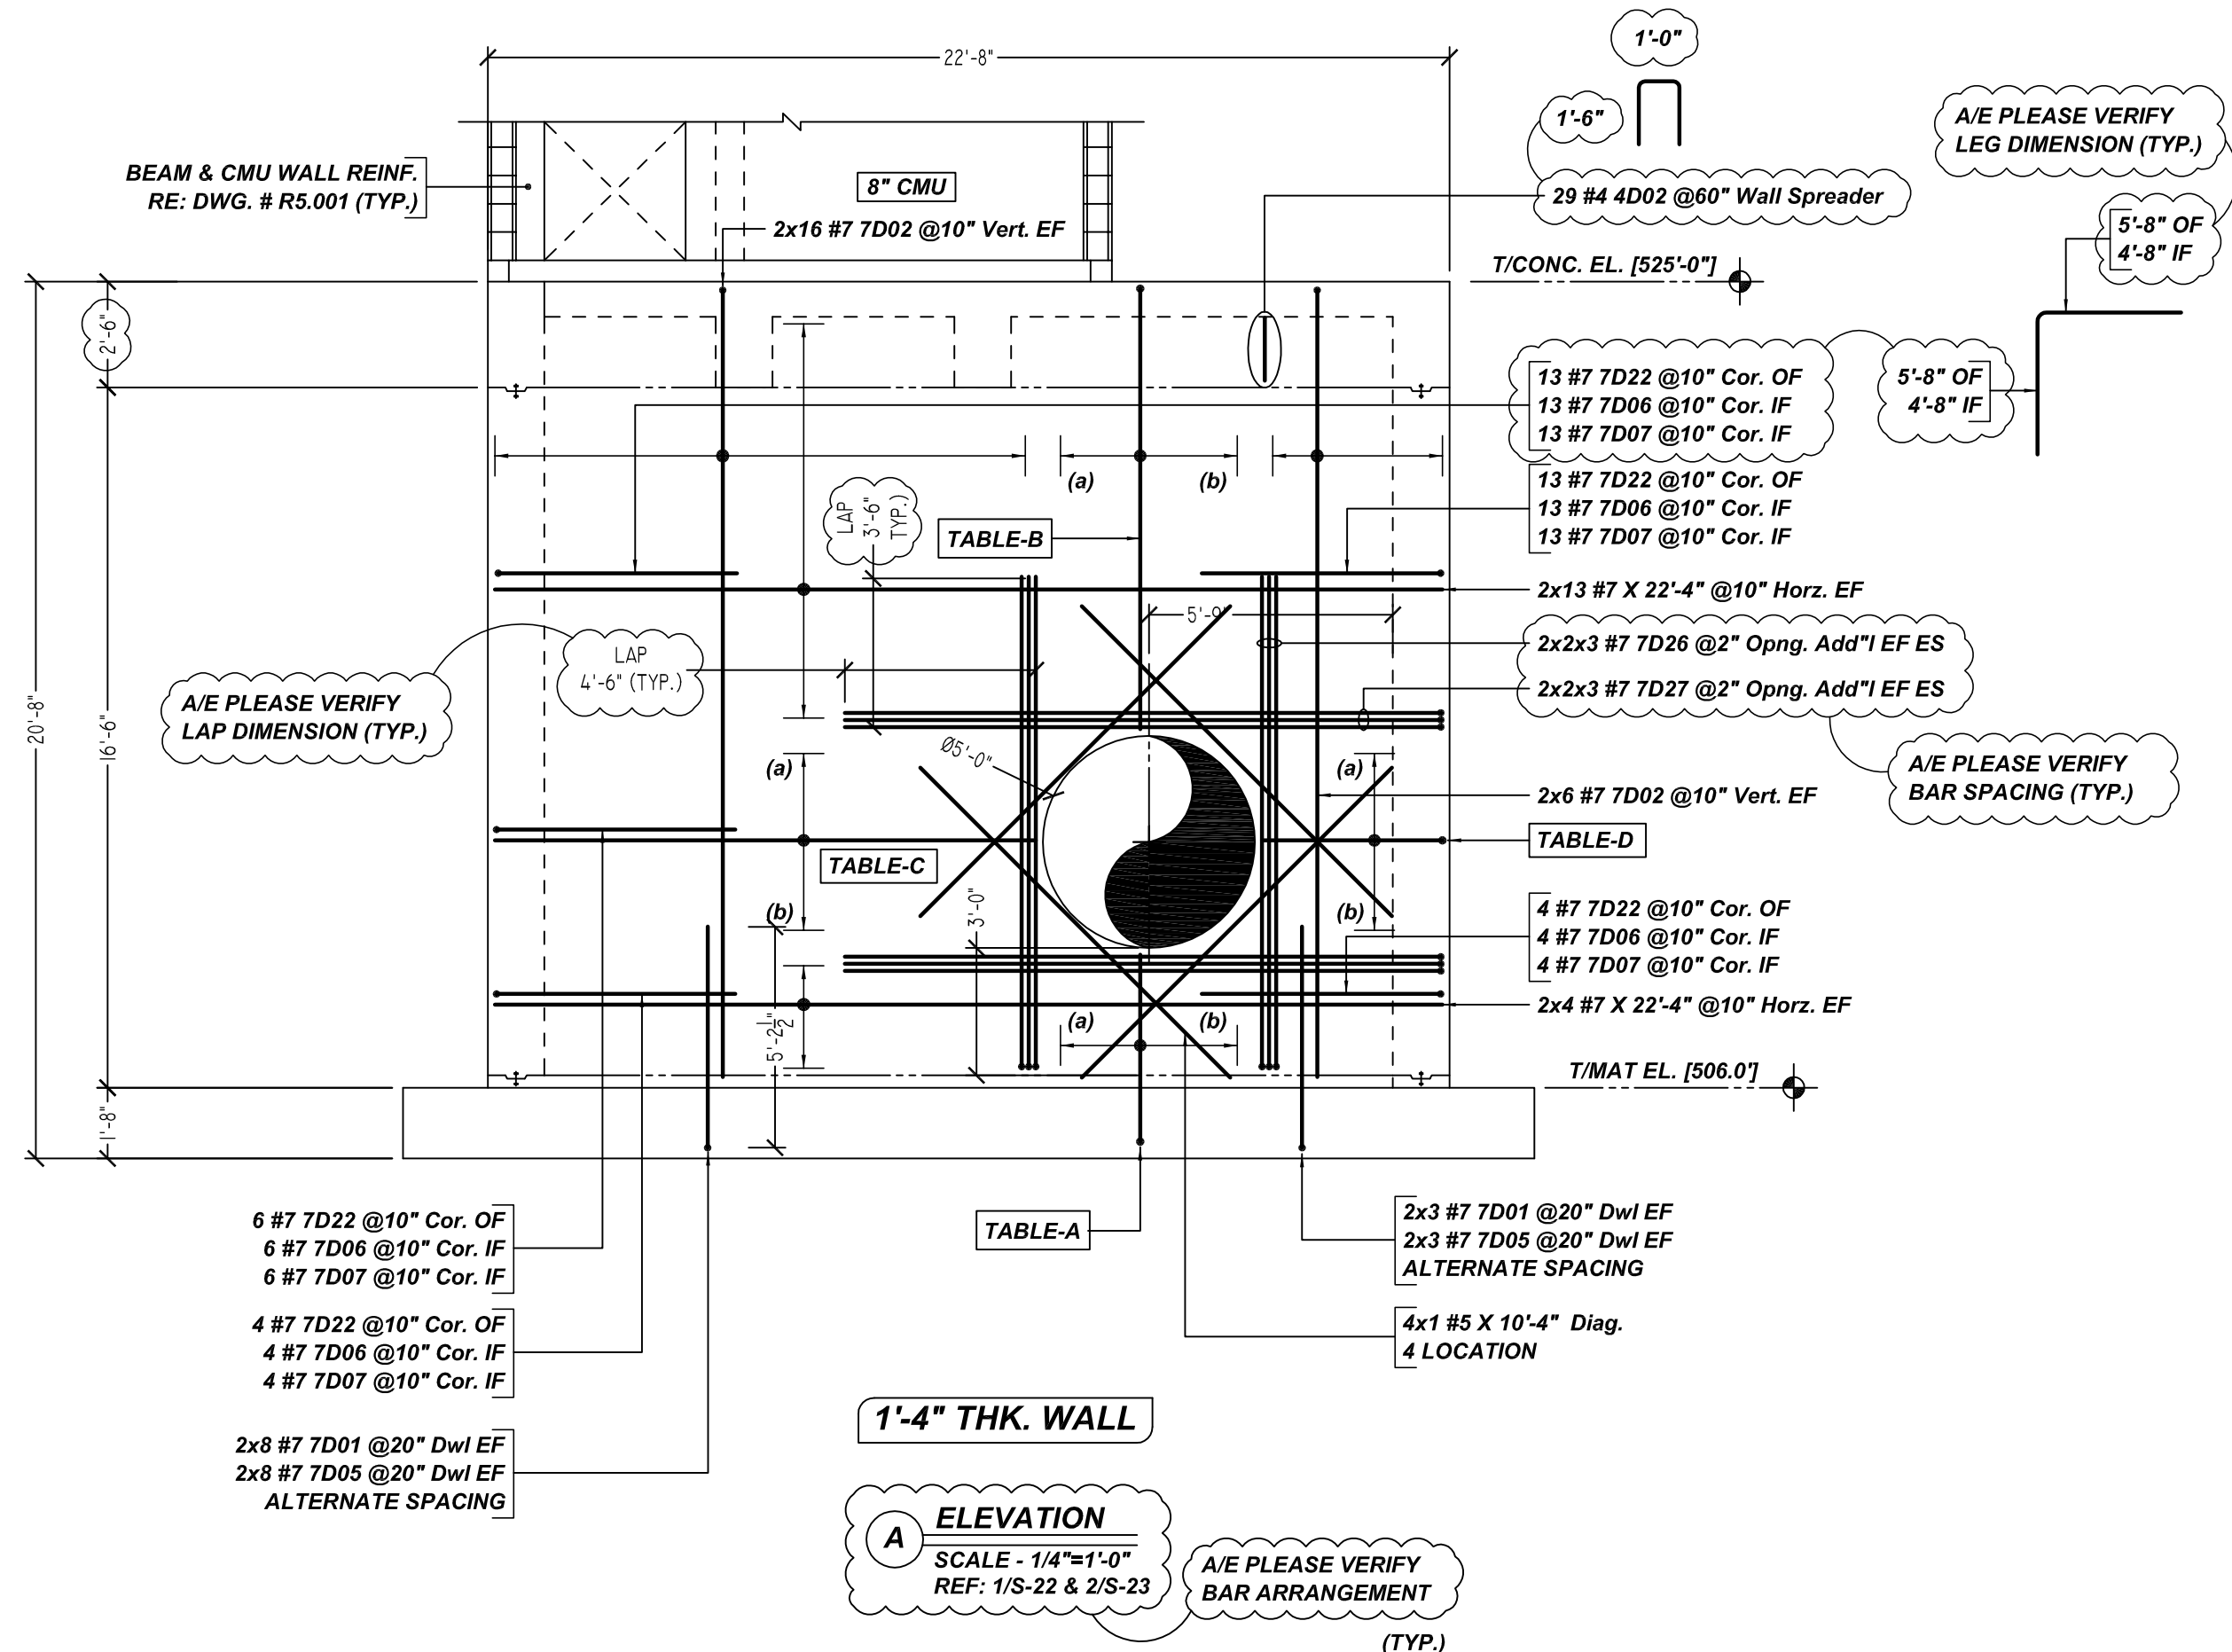 22'-8"
1'-0"
1'-6"
A/E PLEASE VERIFY
LEG DIMENSION (TYP.)
BEAM & CMU WALL REINF.
RE: DWG. # R5.001 (TYP.)
8" CMU
2x16 #7 7D02 @10" Vert. EF
29 #4 4D02 @60" Wall Spreader
5'-8" OF
4'-8" IF
T/CONC. EL. [525'-0"]
2'-6"
13 #7 7D22 @10" Cor. OF
13 #7 7D06 @10" Cor. IF
13 #7 7D07 @10" Cor. IF
5'-8" OF
4'-8" IF
(a)
(b)
13 #7 7D22 @10" Cor. OF
13 #7 7D06 @10" Cor. IF
13 #7 7D07 @10" Cor. IF
LAP
3'-6"
TYP.)
TABLE-B
2x13 #7 X 22'-4" @10" Horz. EF
5'-9"
2x2x3 #7 7D26 @2" Opng. Add"l EF ES
2x2x3 #7 7D27 @2" Opng. Add"l EF ES
LAP
4'-6" (TYP.)
A/E PLEASE VERIFY
LAP DIMENSION (TYP.)
20'-8"
16'-6"
Ø5'-0"
(a)
(a)
A/E PLEASE VERIFY
BAR SPACING (TYP.)
2x6 #7 7D02 @10" Vert. EF
TABLE-D
TABLE-C
(b)
(b)
3'-0"
4 #7 7D22 @10" Cor. OF
4 #7 7D06 @10" Cor. IF
4 #7 7D07 @10" Cor. IF
2x4 #7 X 22'-4" @10" Horz. EF
(a)
(b)
5'-2 1/2"
T/MAT EL. [506.0']
1'-8"
6 #7 7D22 @10" Cor. OF
6 #7 7D06 @10" Cor. IF
6 #7 7D07 @10" Cor. IF
TABLE-A
2x3 #7 7D01 @20" Dwl EF
2x3 #7 7D05 @20" Dwl EF
ALTERNATE SPACING
4 #7 7D22 @10" Cor. OF
4 #7 7D06 @10" Cor. IF
4 #7 7D07 @10" Cor. IF
4x1 #5 X 10'-4" Diag.
4 LOCATION
2x8 #7 7D01 @20" Dwl EF
2x8 #7 7D05 @20" Dwl EF
ALTERNATE SPACING
1'-4" THK. WALL
A
ELEVATION
SCALE - 1/4"=1'-0"
REF: 1/S-22 & 2/S-23
A/E PLEASE VERIFY
BAR ARRANGEMENT
(TYP.)